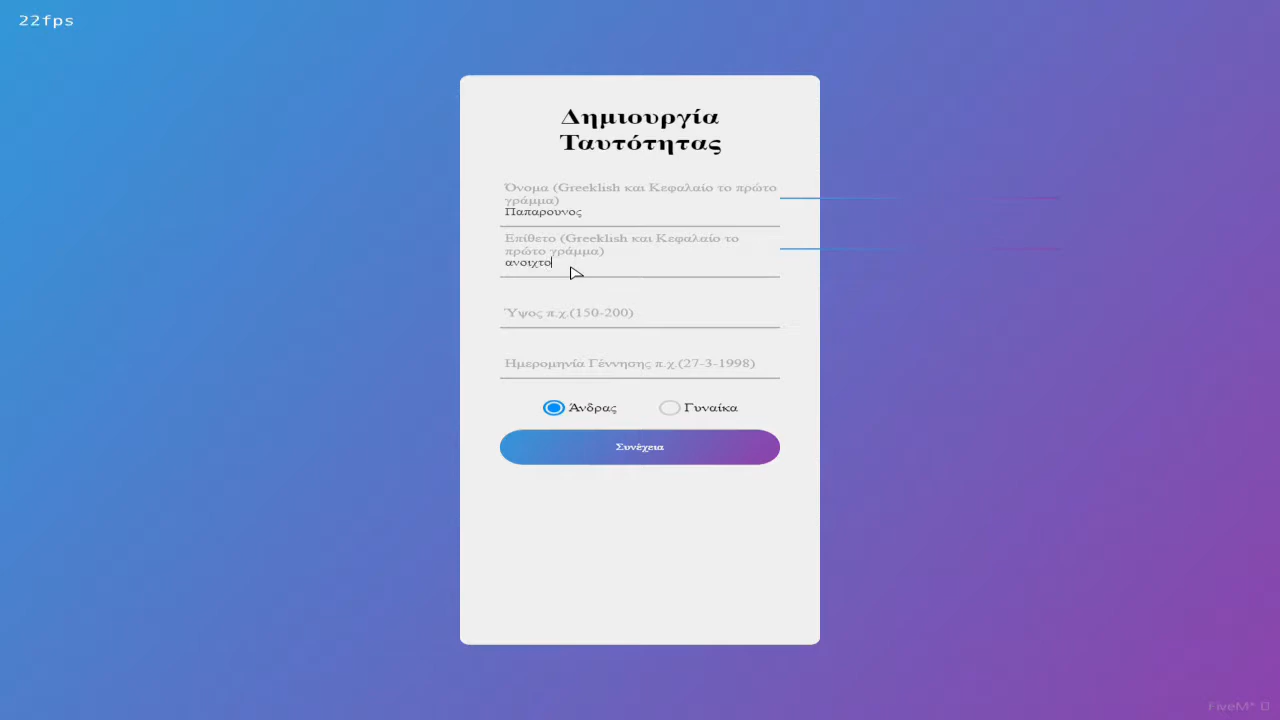 22fps
Δημιουργία
Ταυτότητας
Όνομα (Greeklish και Κεφαλαίο το πρώτο
γράμμα)
Παπαρουνος
Επίθετο (Greeklish και Κεφαλαίο το
πρώτο γράμμα)
ανοιχτο
Ύψος π.χ.(150-200)
Ημερομηνία Γέννησης π.χ.(27-3-1998)
Άνδρας Γυναίκα
Συνέχεια
FiveM*